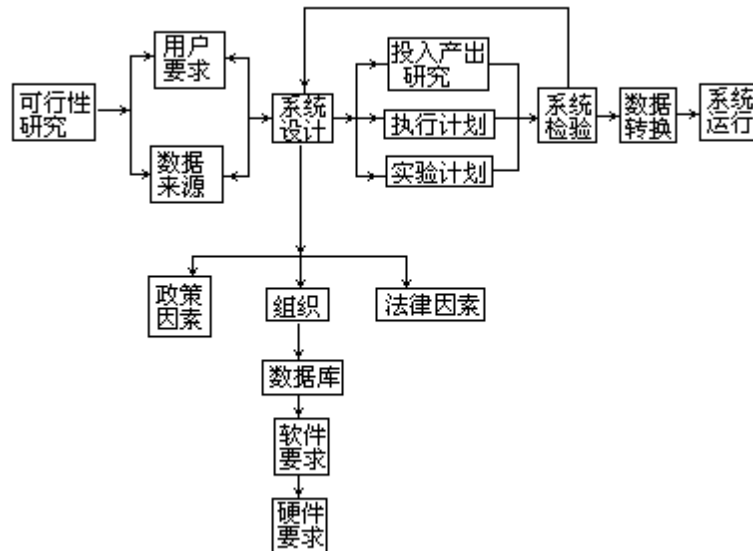 用户
要求
可行性
研究
数据
来源
系统
设计
投入产出
研究
执行计划
实验计划
系统
检验
数据
转换
系统
运行
政策
因素
组织
法律因素
数据库
软件
要求
硬件
要求